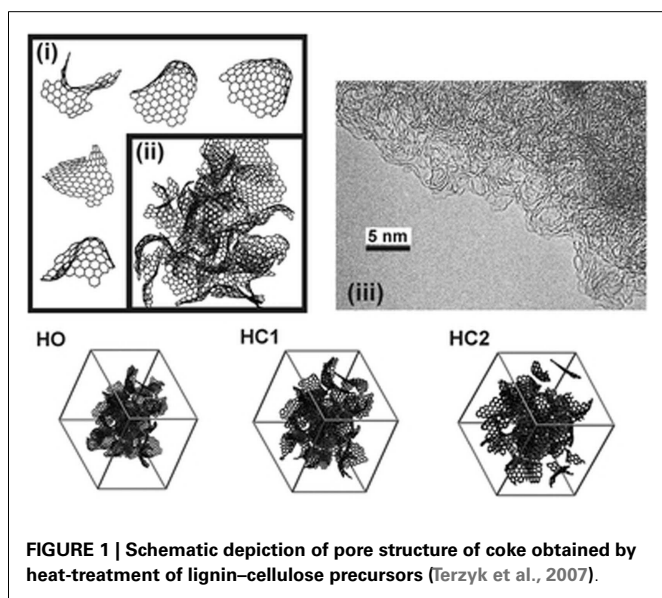 (i)
(ii)
5 nm
(iii)
HO
HC1
HC2
FIGURE 1 | Schematic depiction of pore structure of coke obtained by
heat-treatment of lignin–cellulose precursors (Terzyk et al., 2007).